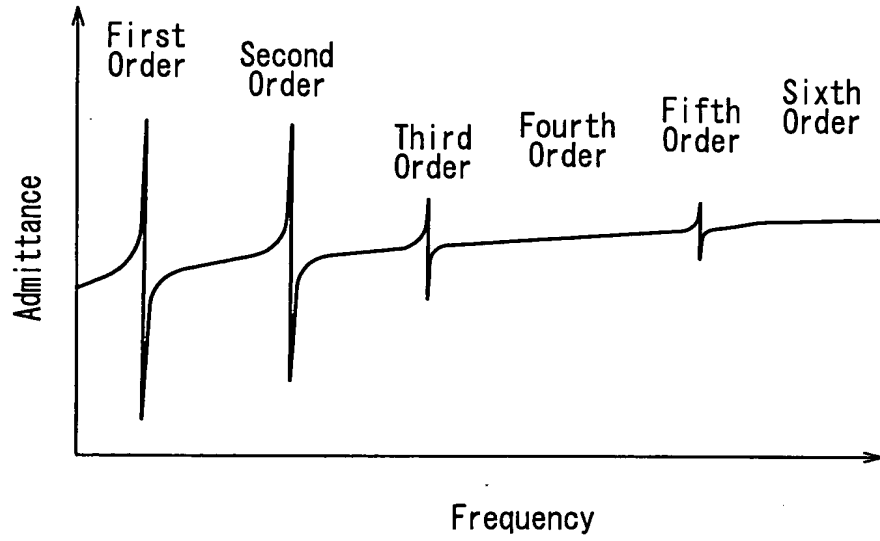 First
Order
Second
Order
Third
Order
Fourth
Order
Fifth
Order
Sixth
Order
Admittance
Frequency